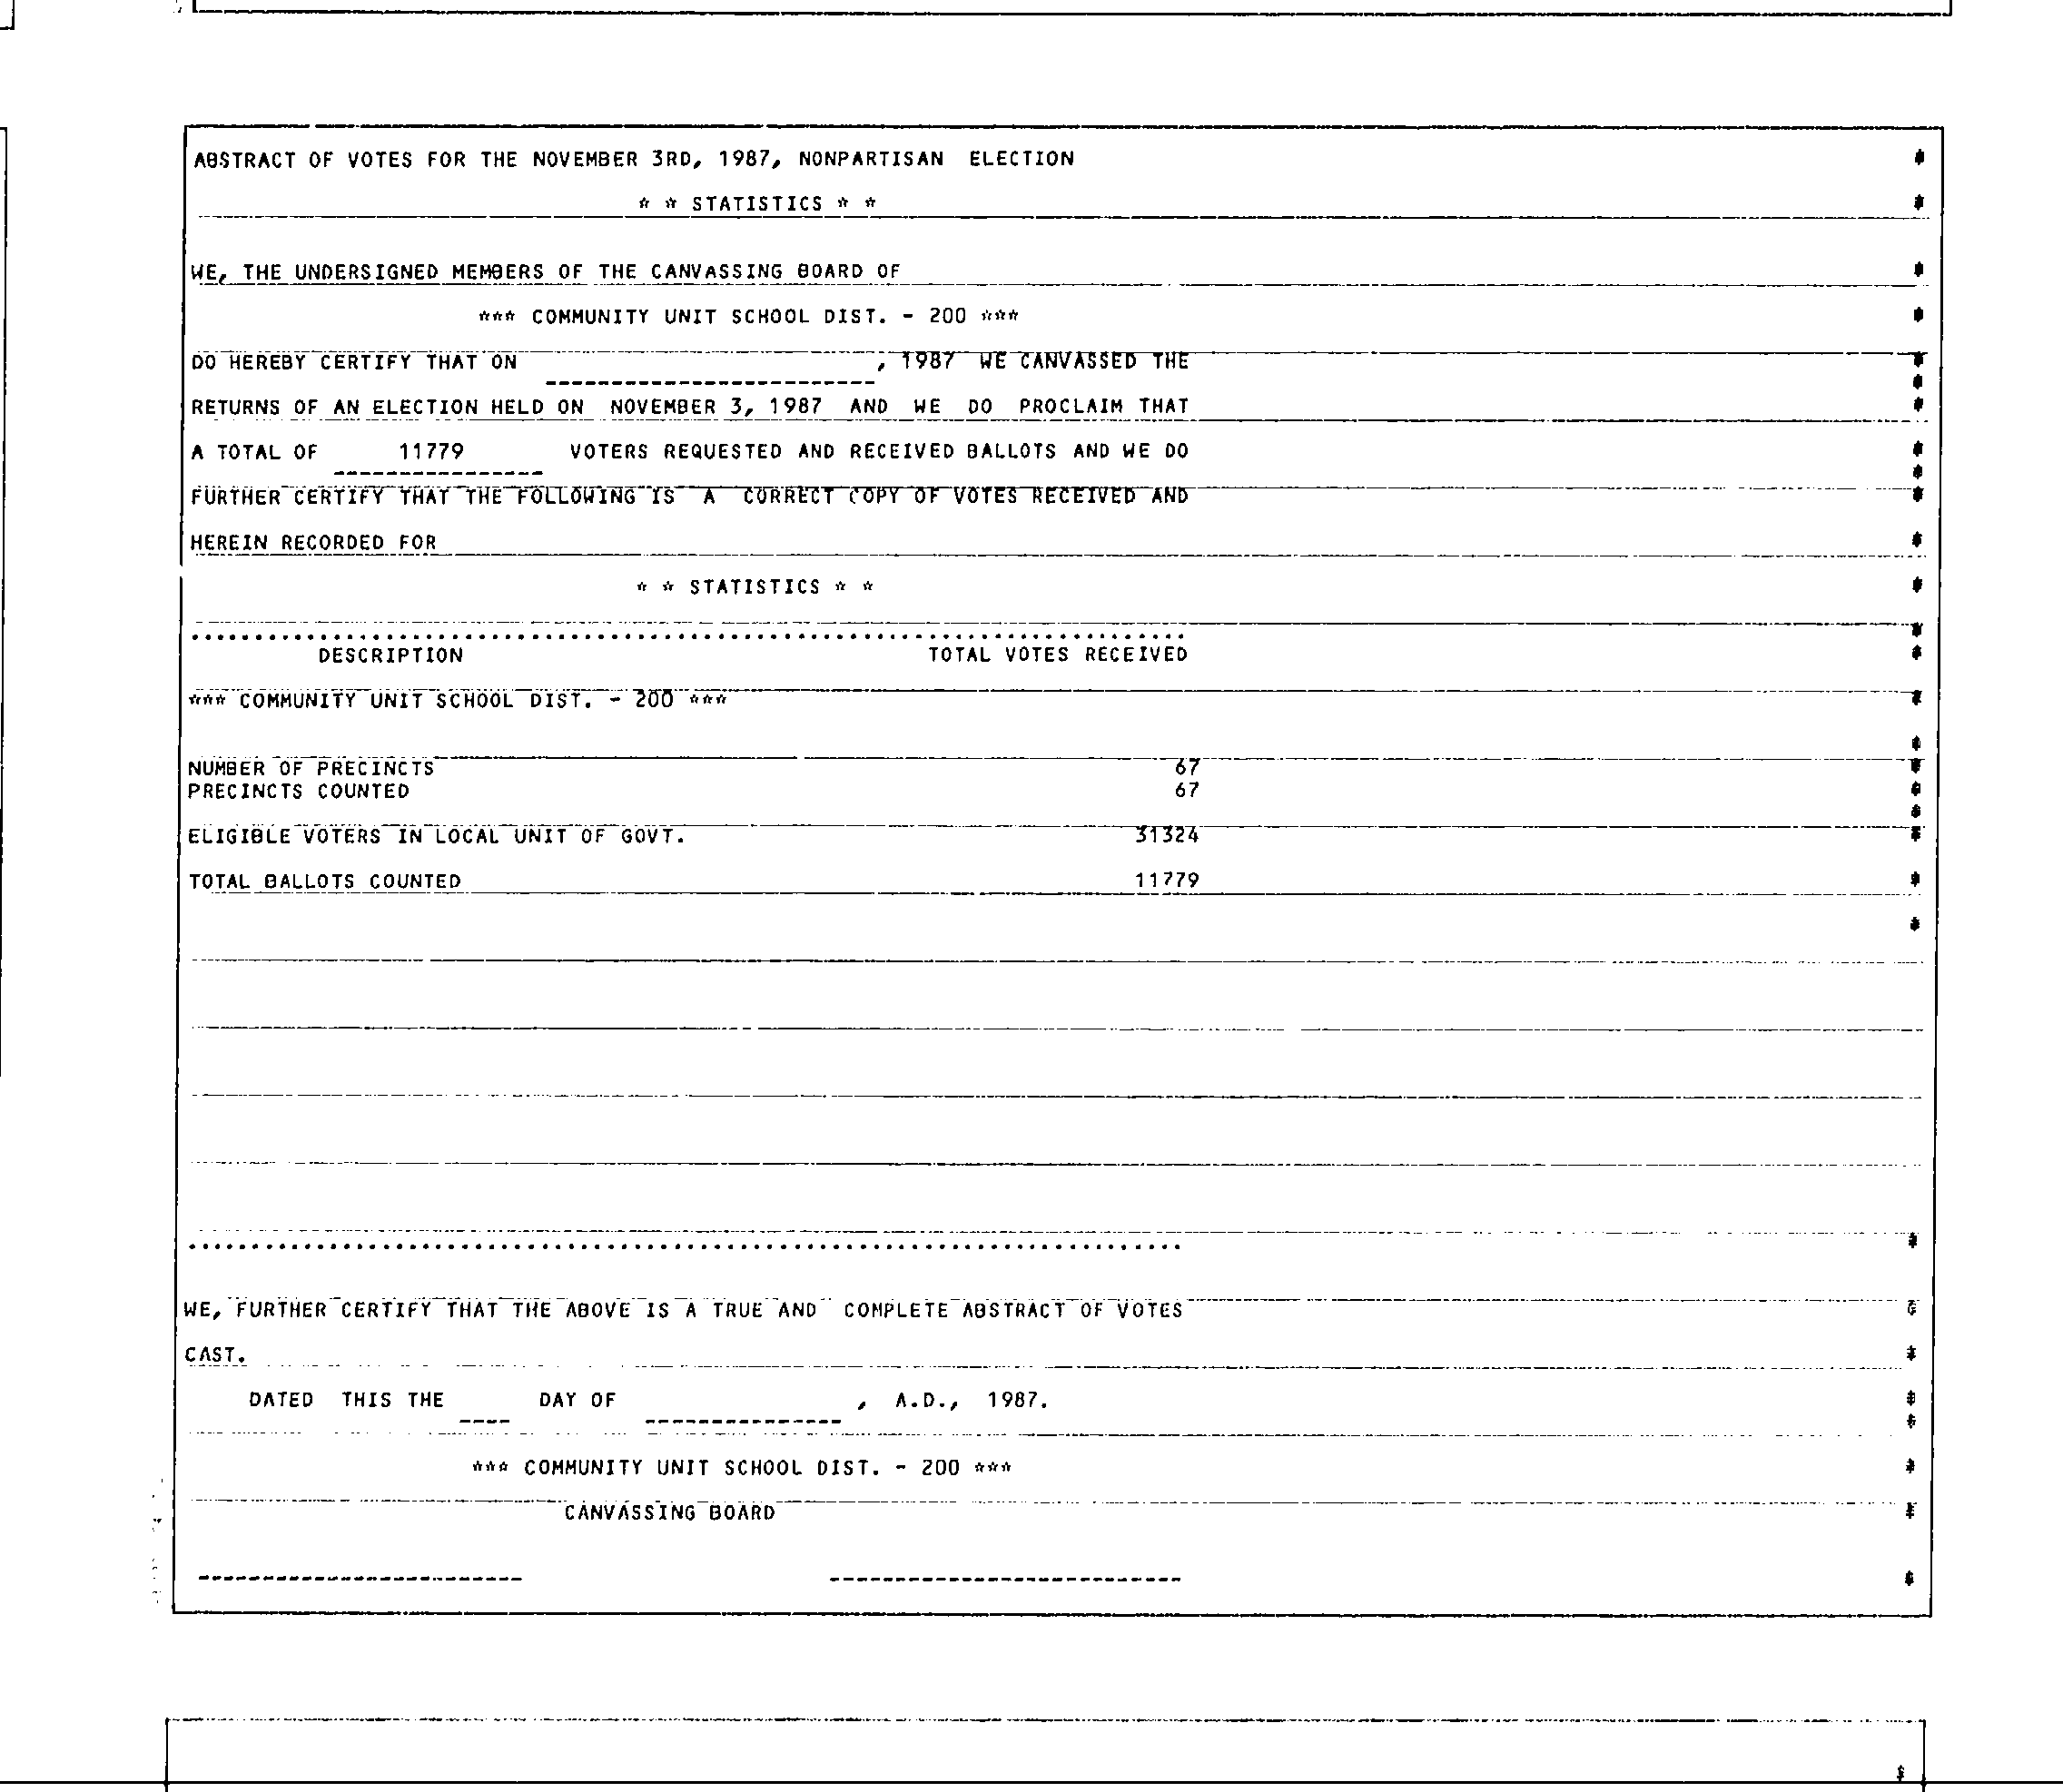 ABSTRACT OF VOTES FOR THE NOVEMBER 3RD, 1987, NONPARTISAN ELECTION
* * STATISTICS * *
WE, THE UNDERSIGNED MEMBERS OF THE CANVASSING BOARD OF
*** COMMUNITY UNIT SCHOOL DIST. - 200 ***
DO HEREBY CERTIFY THAT ON , 1987 WE CANVASSED THE
RETURNS OF AN ELECTION HELD ON NOVEMBER 3, 1987 AND WE DO PROCLAIM THAT
A TOTAL OF 11779 VOTERS REQUESTED AND RECEIVED BALLOTS AND WE DO
FURTHER CERTIFY THAT THE FOLLOWING IS A CORRECT COPY OF VOTES RECEIVED AND
HEREIN RECORDED FOR
* * STATISTICS * *
DESCRIPTION TOTAL VOTES RECEIVED
*** COMMUNITY UNIT SCHOOL DIST. - 200 ***
NUMBER OF PRECINCTS 67
PRECINCTS COUNTED 67
ELIGIBLE VOTERS IN LOCAL UNIT OF GOVT. 31324
TOTAL BALLOTS COUNTED 11779
WE, FURTHER CERTIFY THAT THE ABOVE IS A TRUE AND COMPLETE ABSTRACT OF VOTES
CAST.
DATED THIS THE ---- DAY OF --------------- , A.D., 1987.
*** COMMUNITY UNIT SCHOOL DIST. - 200 ***
CANVASSING BOARD